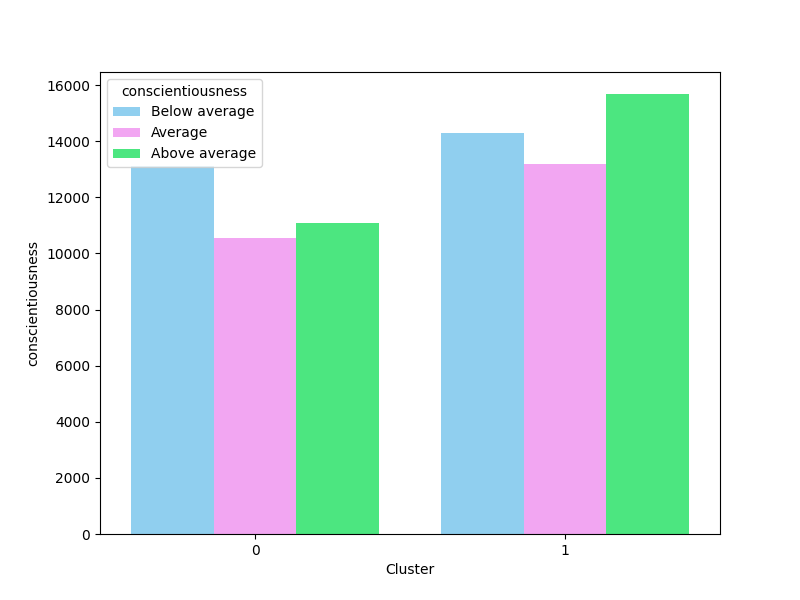 conscientiousness
Below average
Average
Above average
16000
14000
12000
10000
8000
6000
4000
2000
0
conscientiousness
0 1
Cluster